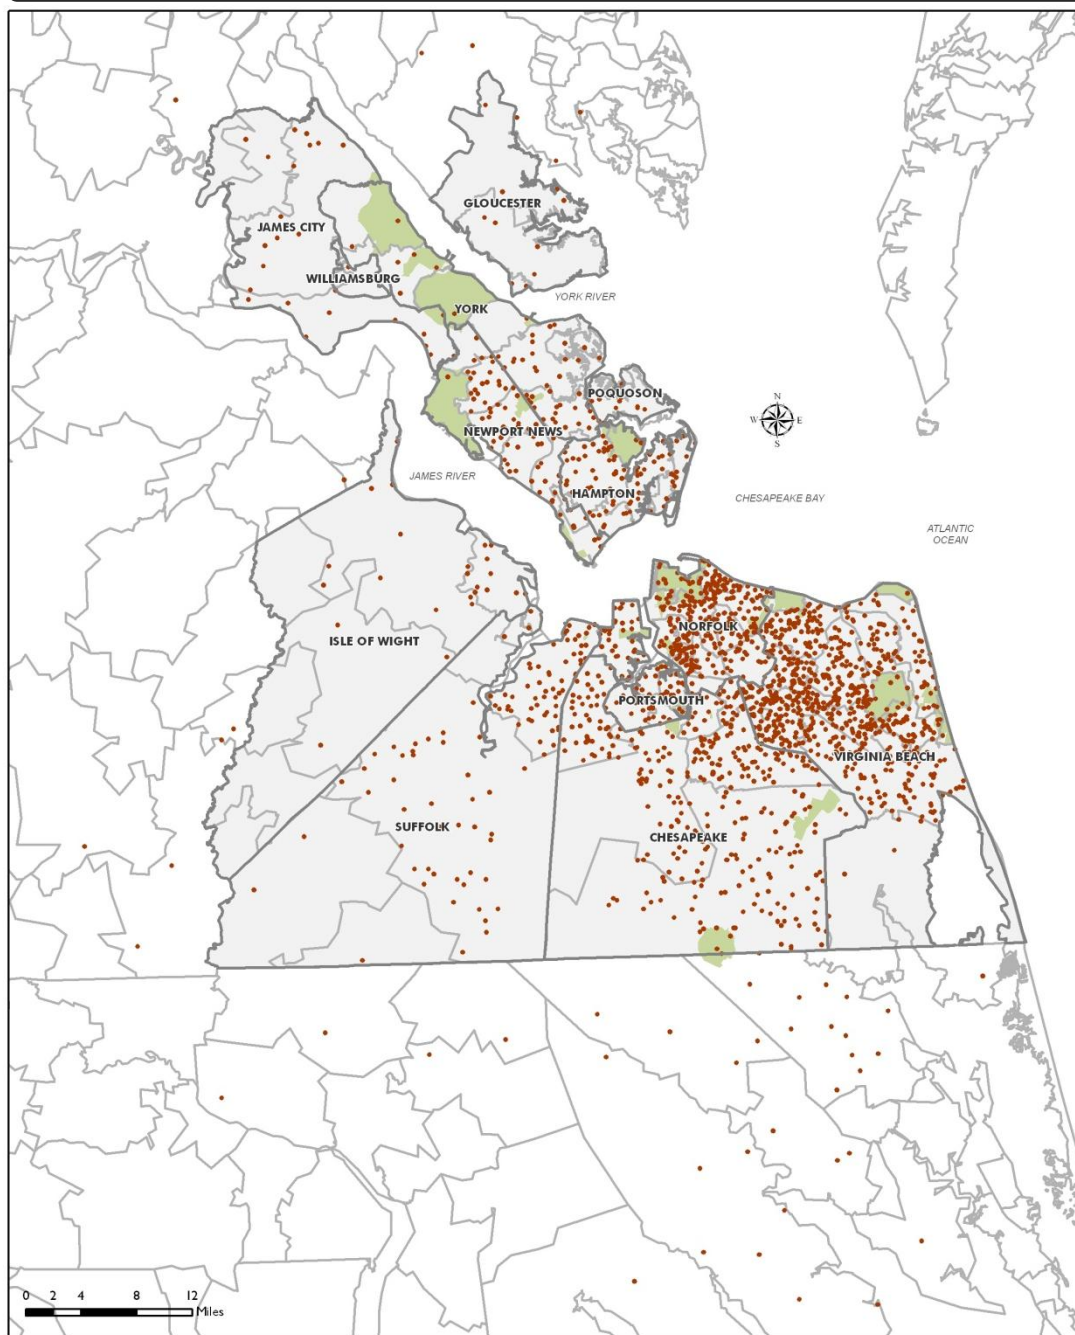 GLOUCESTER
JAMES CITY
WILLIAMSBURG
YORK RIVER
YORK
POQUOSON
N
W E
S
NEWPORT NEWS
JAMES RIVER
HAMPTON
CHESAPEAKE BAY
ATLANTIC
OCEAN
NORFOLK
ISLE OF WIGHT
PORTSMOUTH
VIRGINIA BEACH
SUFFOLK
CHESAPEAKE
0 2 4 8 12
Miles